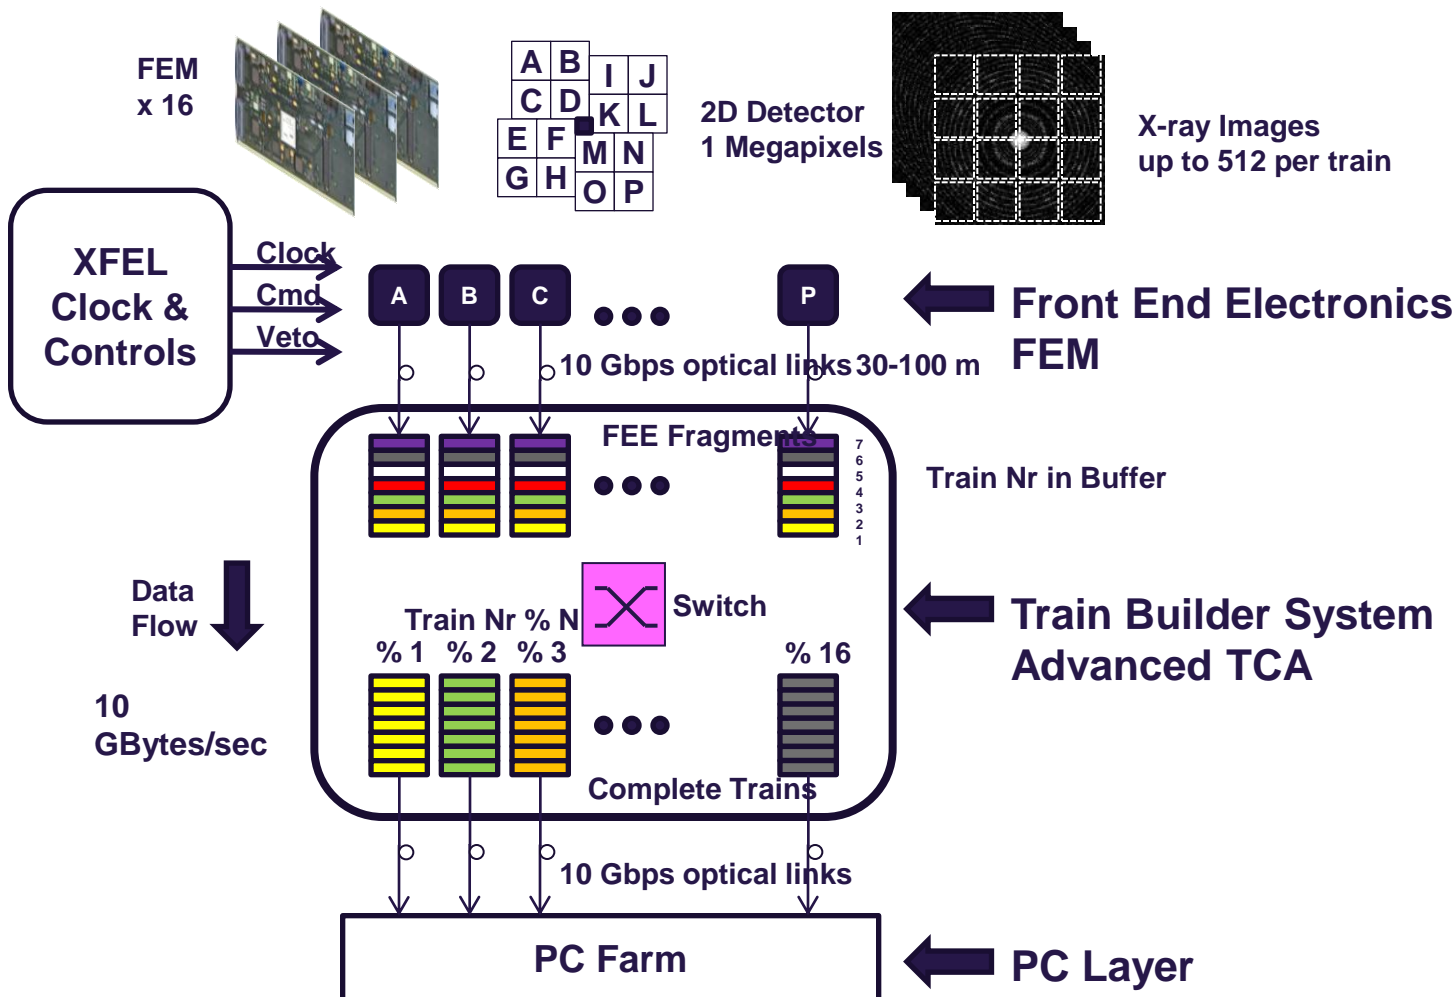 FEM
x 16
A B
C D
I J
K L
E F
G H
M N
O P
2D Detector
1 Megapixels
X-ray Images
up to 512 per train
XFEL
Clock &
Controls
Clock
Cmd
Veto
A
B
C
P
Front End Electronics
FEM
10 Gbps optical links 30-100 m
FEE Fragments
7
6
5
4
3
2
1
Train Nr in Buffer
Data
Flow
Switch
Train Nr % N
% 1
% 2
% 3
% 16
Train Builder System
Advanced TCA
10
GBytes/sec
Complete Trains
10 Gbps optical links
PC Farm
PC Layer